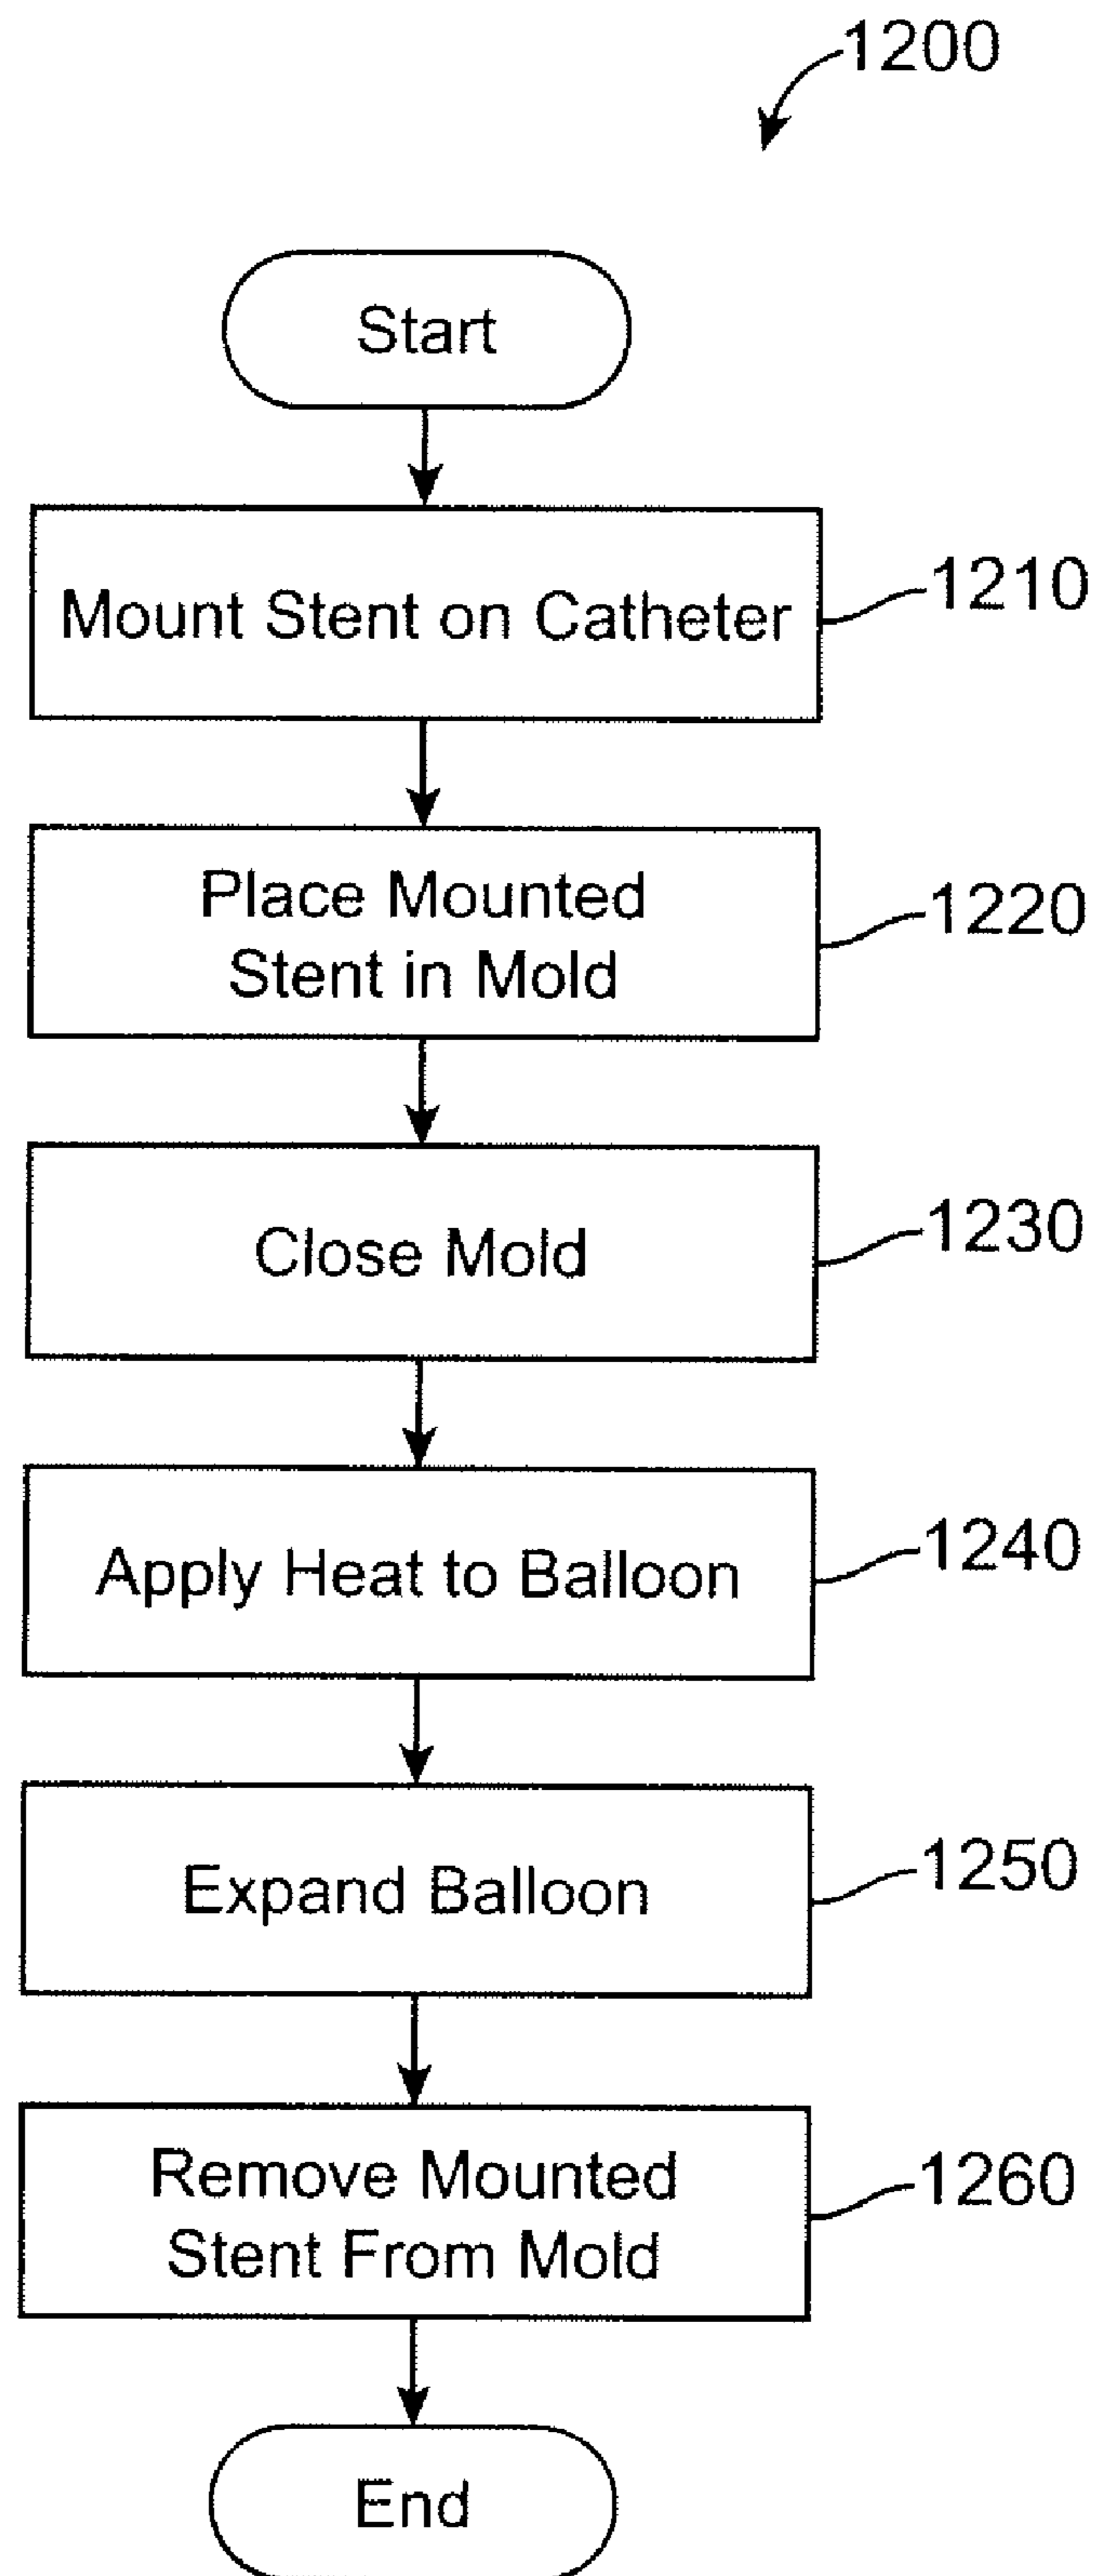 1200
Start
Mount Stent on Catheter
1210
Place Mounted
Stent in Mold
1220
Close Mold
1230
Apply Heat to Balloon
1240
Expand Balloon
1250
Remove Mounted
Stent From Mold
1260
End